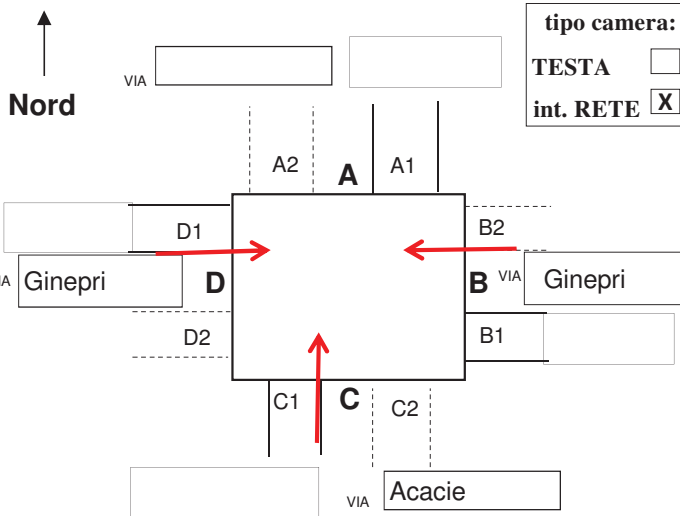 tipo camera:
VIA
TESTA
Nord
int. RETE X
A2 A A1
D1 B2
VIA Ginepri D B VIA Ginepri
D2 B1
C1 C C2
VIA Acacie